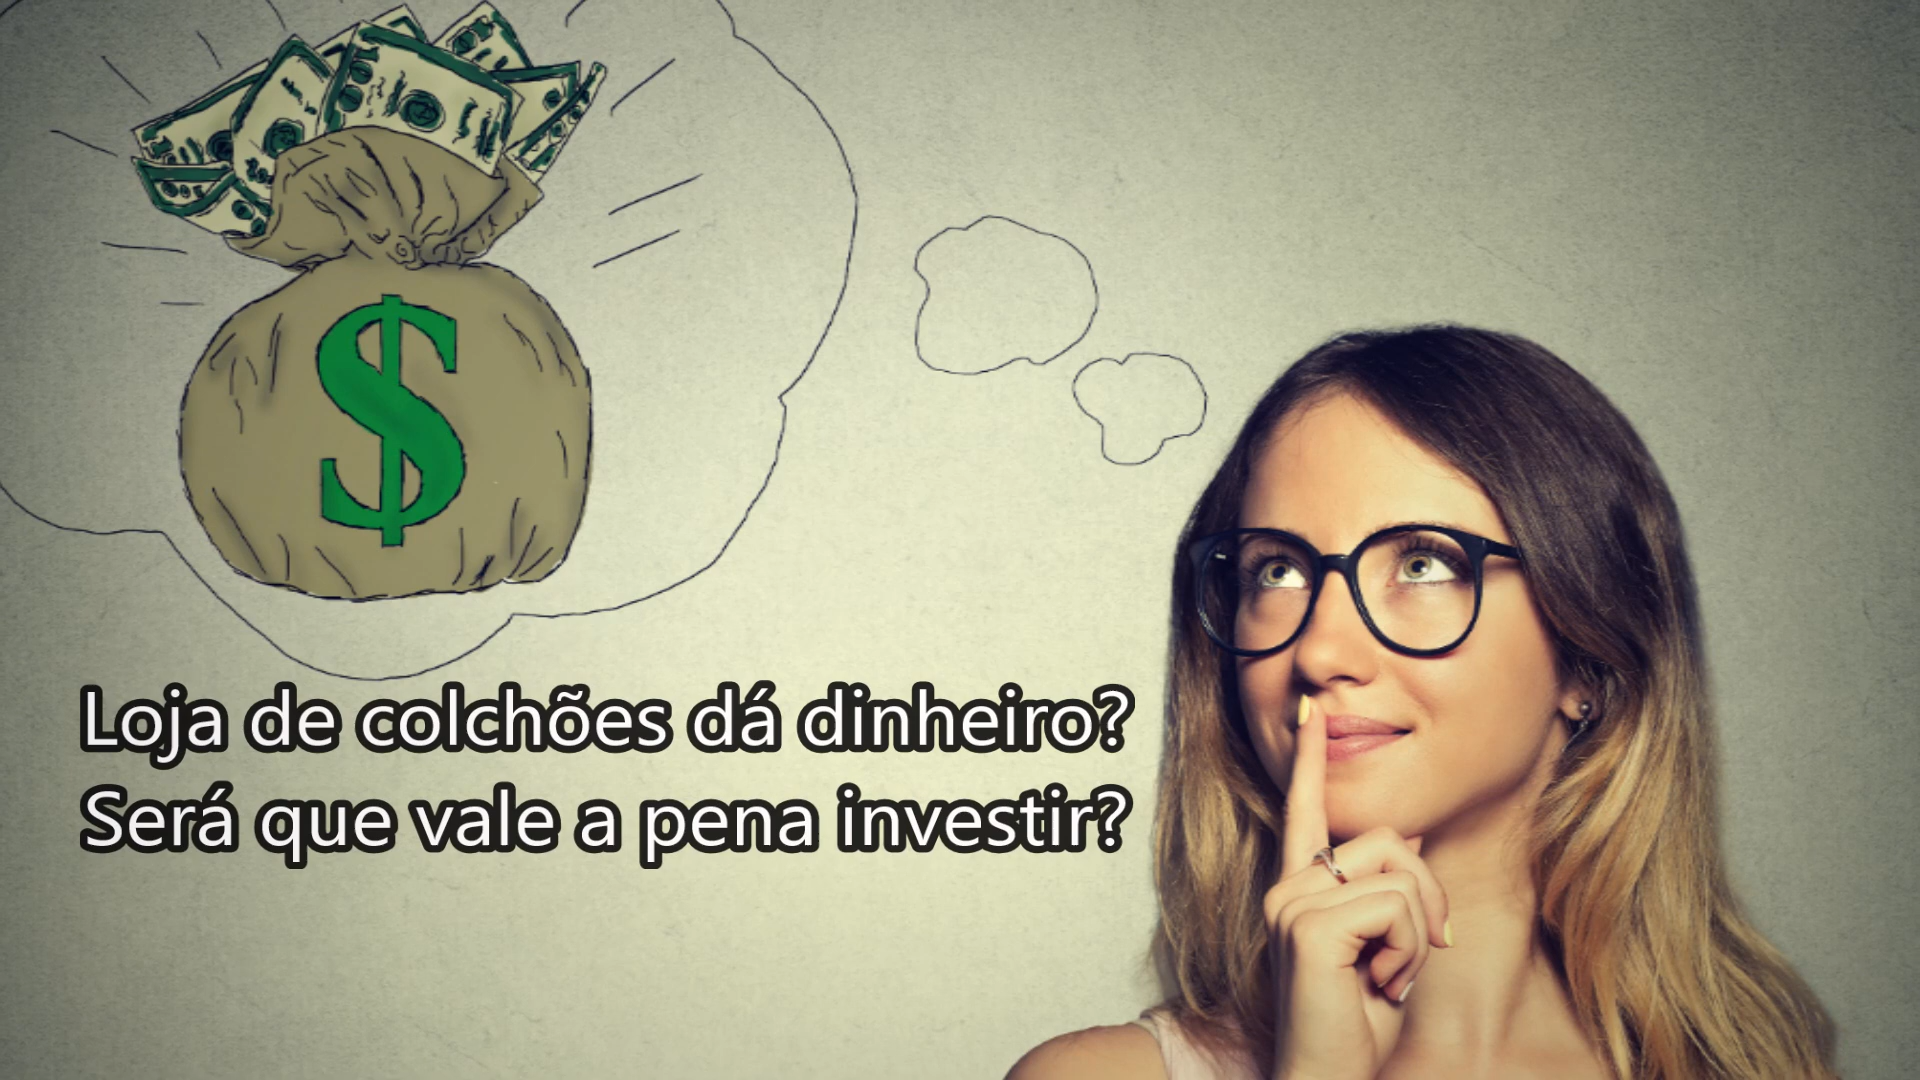 $
Loja de colchões dá dinheiro?
Será que vale a pena investir?